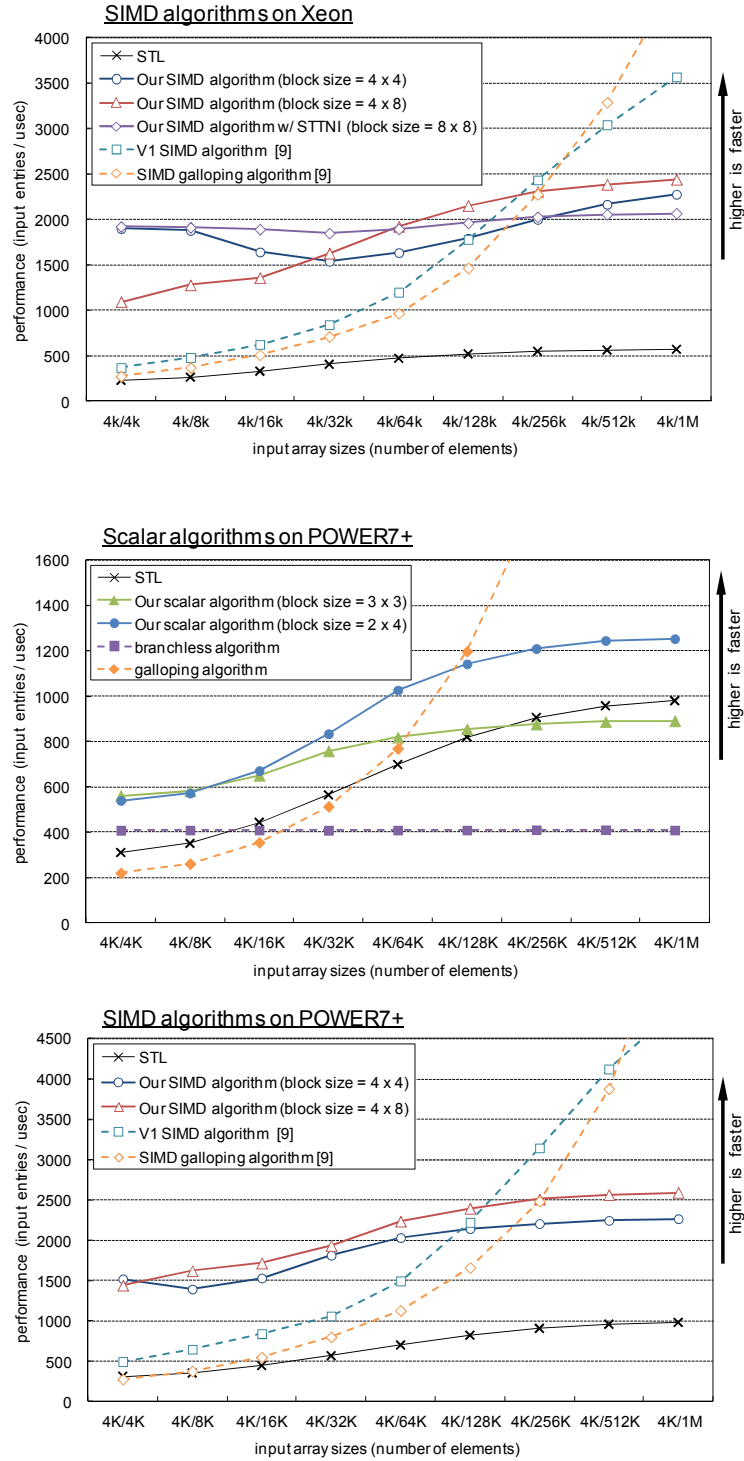 SIMD algorithms on Xeon
4000
3500
3000
2500
2000
1500
1000
500
0
performance (input entries / usec)
STL
Our SIMD algorithm (block size = 4 x 4)
Our SIMD algorithm (block size = 4 x 8)
Our SIMD algorithm w/ STTNI (block size = 8 x 8)
V1 SIMD algorithm [9]
SIMD galloping algorithm [9]
higher is faster
4k/4k 4k/8k 4k/16k 4k/32k 4k/64k 4k/128k 4k/256k 4k/512k 4k/1M
input array sizes (number of elements)
Scalar algorithms on POWER7+
1600
1400
1200
1000
800
600
400
200
0
performance (input entries / usec)
STL
Our scalar algorithm (block size = 3 x 3)
Our scalar algorithm (block size = 2 x 4)
branchless algorithm
galloping algorithm
higher is faster
4K/4K 4K/8K 4K/16K 4K/32K 4K/64K 4K/128K 4K/256K 4K/512K 4K/1M
input array sizes (number of elements)
SIMD algorithms on POWER7+
4500
4000
3500
3000
2500
2000
1500
1000
500
0
performance (input entries / usec)
STL
Our SIMD algorithm (block size = 4 x 4)
Our SIMD algorithm (block size = 4 x 8)
V1 SIMD algorithm [9]
SIMD galloping algorithm [9]
higher is faster
4K/4K 4K/8K 4K/16K 4K/32K 4K/64K 4K/128K 4K/256K 4K/512K 4K/1M
input array sizes (number of elements)